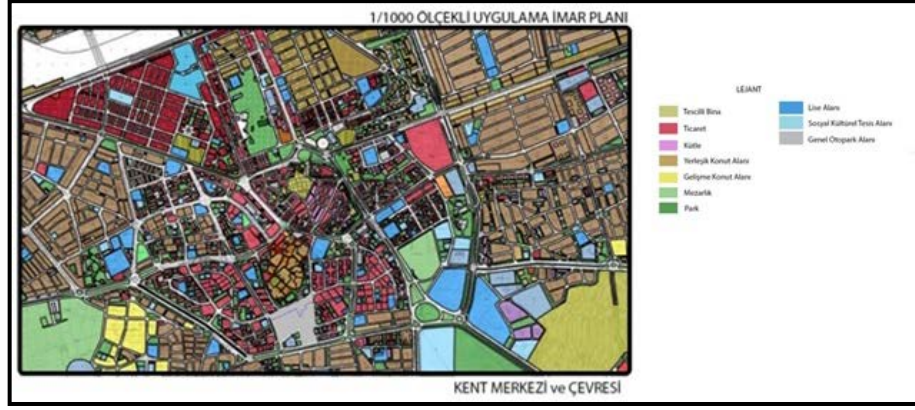 1/1000 ÖLÇEKLİ UYGULAMA İMAR PLANI
LEJANT
Tescilli Bina
Ticaret
Kütle
Yerleşik Konut Alanı
Gelişme Konut Alanı
Mezarlık
Park
Lise Alanı
Sosyal Kültürel Tesis Alanı
Genel Otopark Alanı
KENT MERKEZİ ve ÇEVRESİ